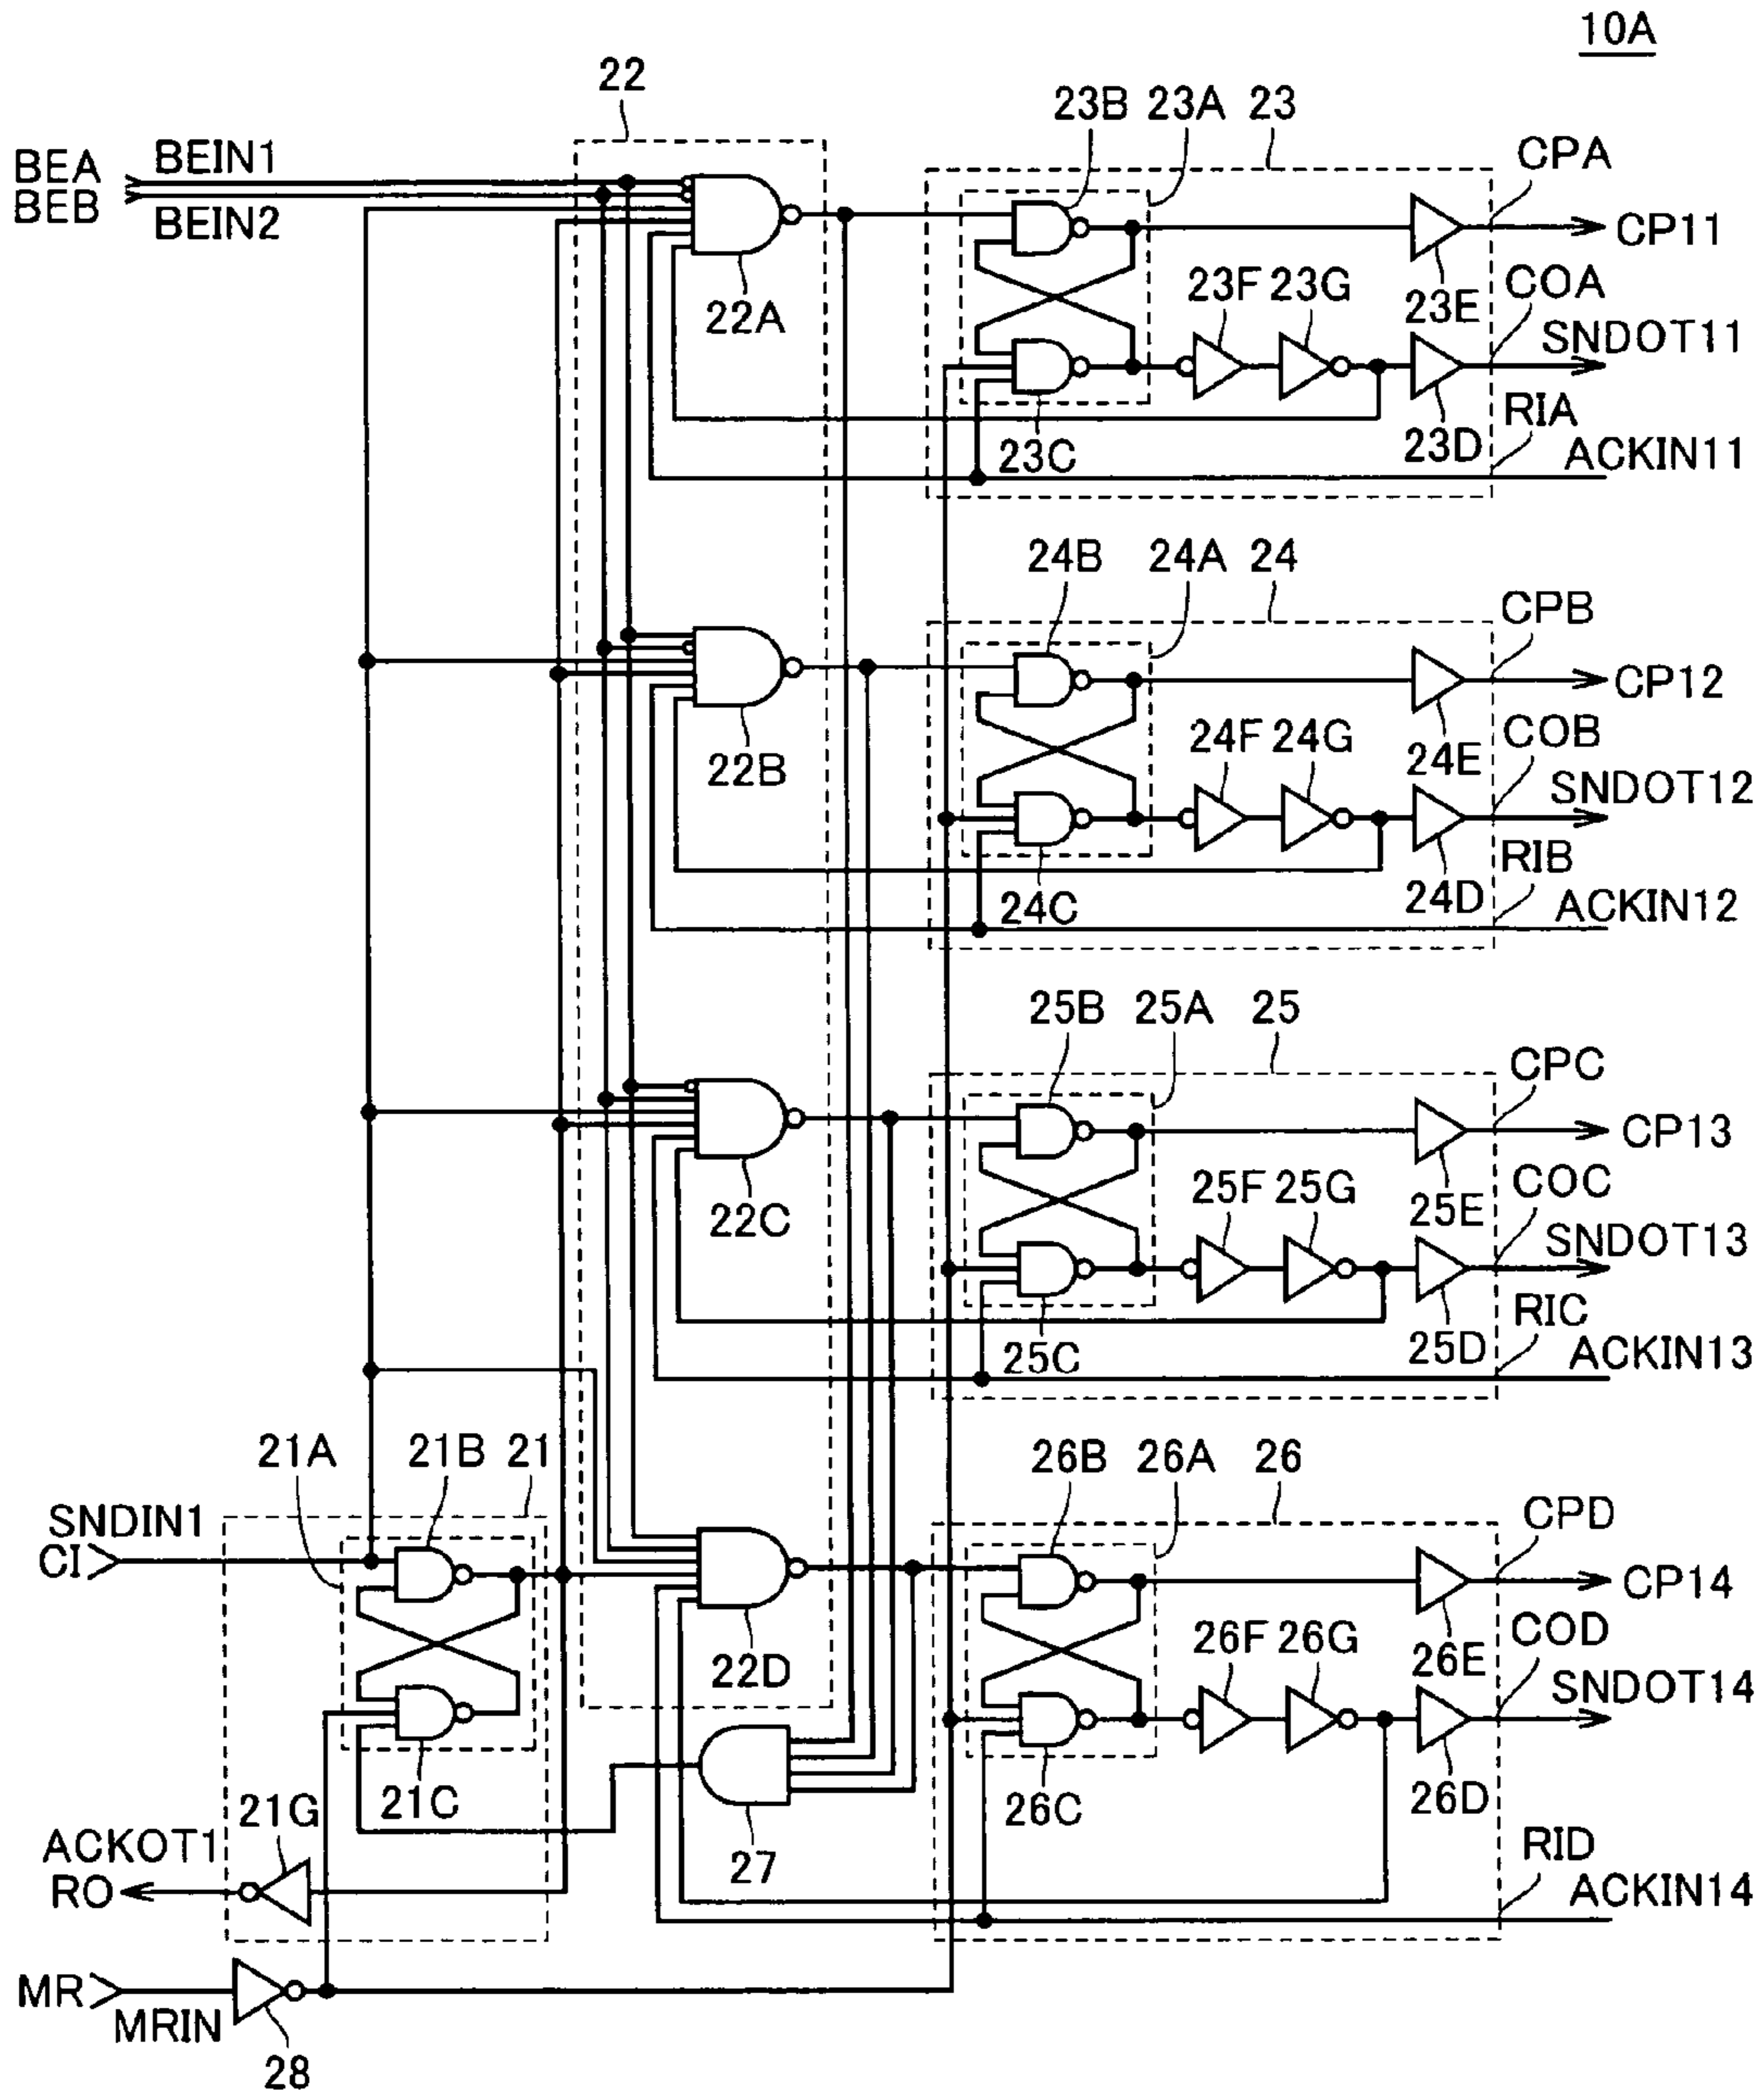 10A
22
23B 23A 23
BEA BEIN1
BEB BEIN2
CPA
CP11
22A
23F 23G
23E
COA
SNDOT11
RIA
23C
23D
ACKIN11
24B 24A 24
CPB
CP12
22B
24F 24G
24E
COB
SNDOT12
RIB
24C
24D
ACKIN12
25B 25A 25
CPC
CP13
22C
25F 25G
25E
COC
SNDOT13
RIC
25C
25D
ACKIN13
21A 21B 21
26B 26A 26
SNDIN1
CI
CPD
CP14
22D
26F 26G
26E
COD
SNDOT14
21G 21C
26C
26D
27
ACKOT1
RO
RID
ACKIN14
MR
MRIN
28